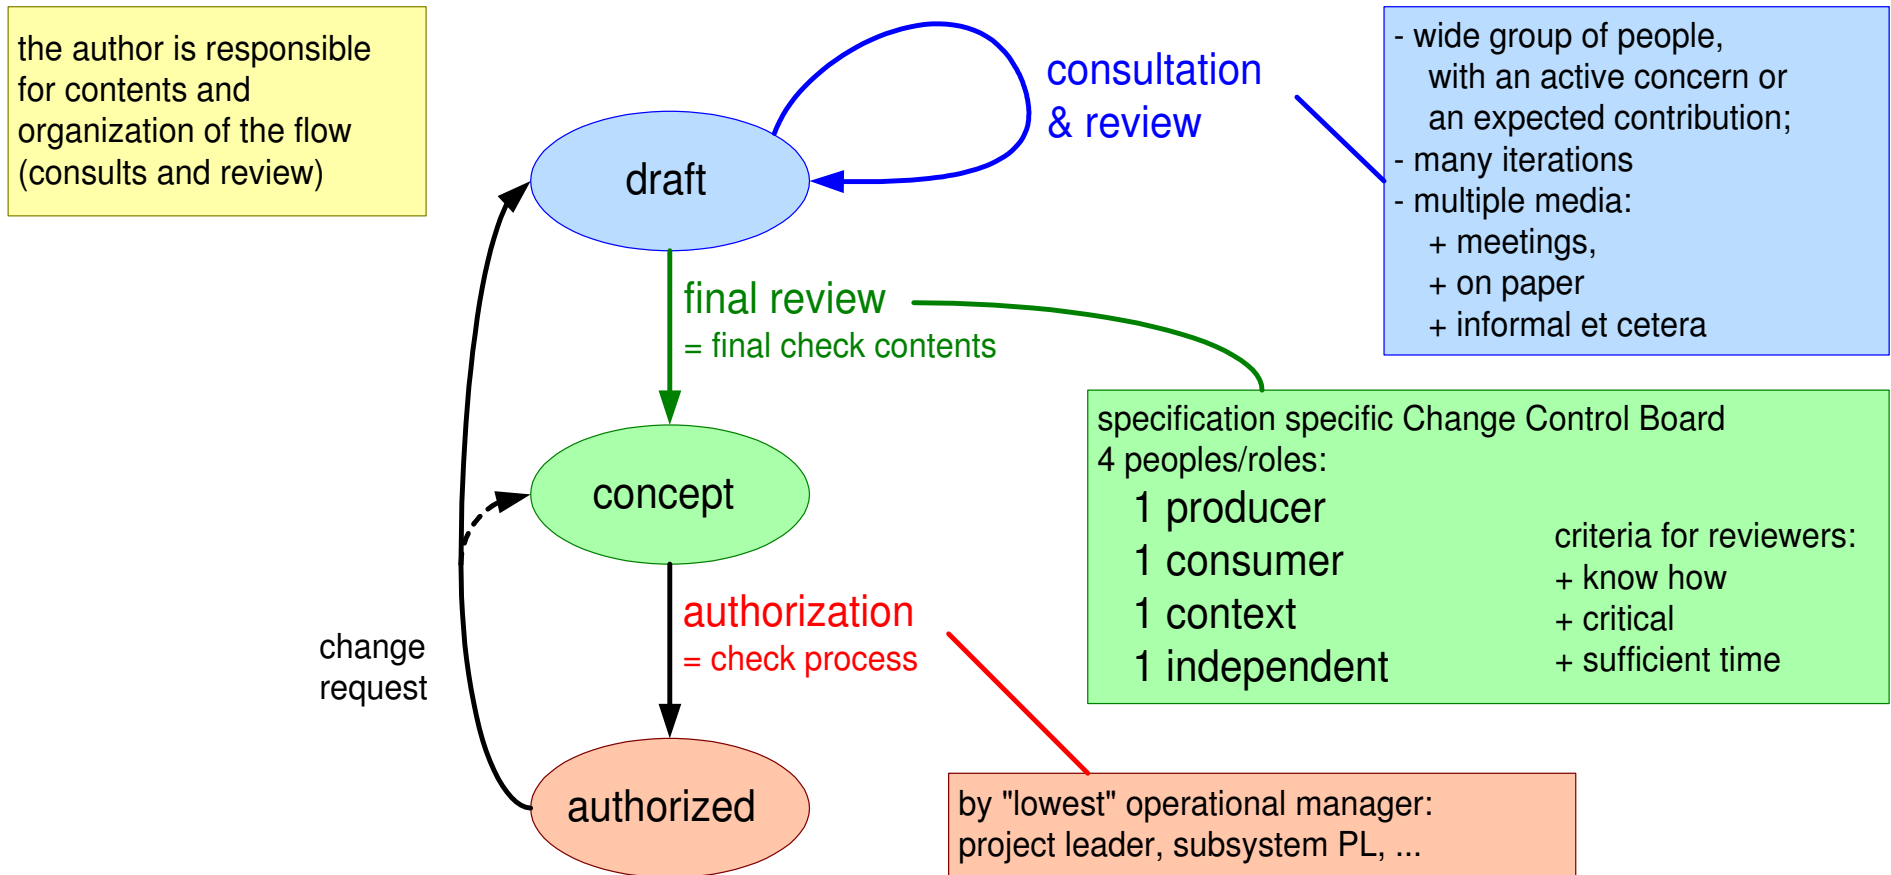 the author is responsible
for contents and
organization of the flow
(consults and review)
consultation
& review
- wide group of people,
with an active concern or
an expected contribution;
- many iterations
- multiple media:
+ meetings,
+ on paper
+ informal et cetera
draft
final review
= final check contents
specification specific Change Control Board
4 peoples/roles:
1 producer
1 consumer
1 context
1 independent
criteria for reviewers:
+ know how
+ critical
+ sufficient time
concept
authorization
= check process
change
request
authorized
by "lowest" operational manager:
project leader, subsystem PL, ...